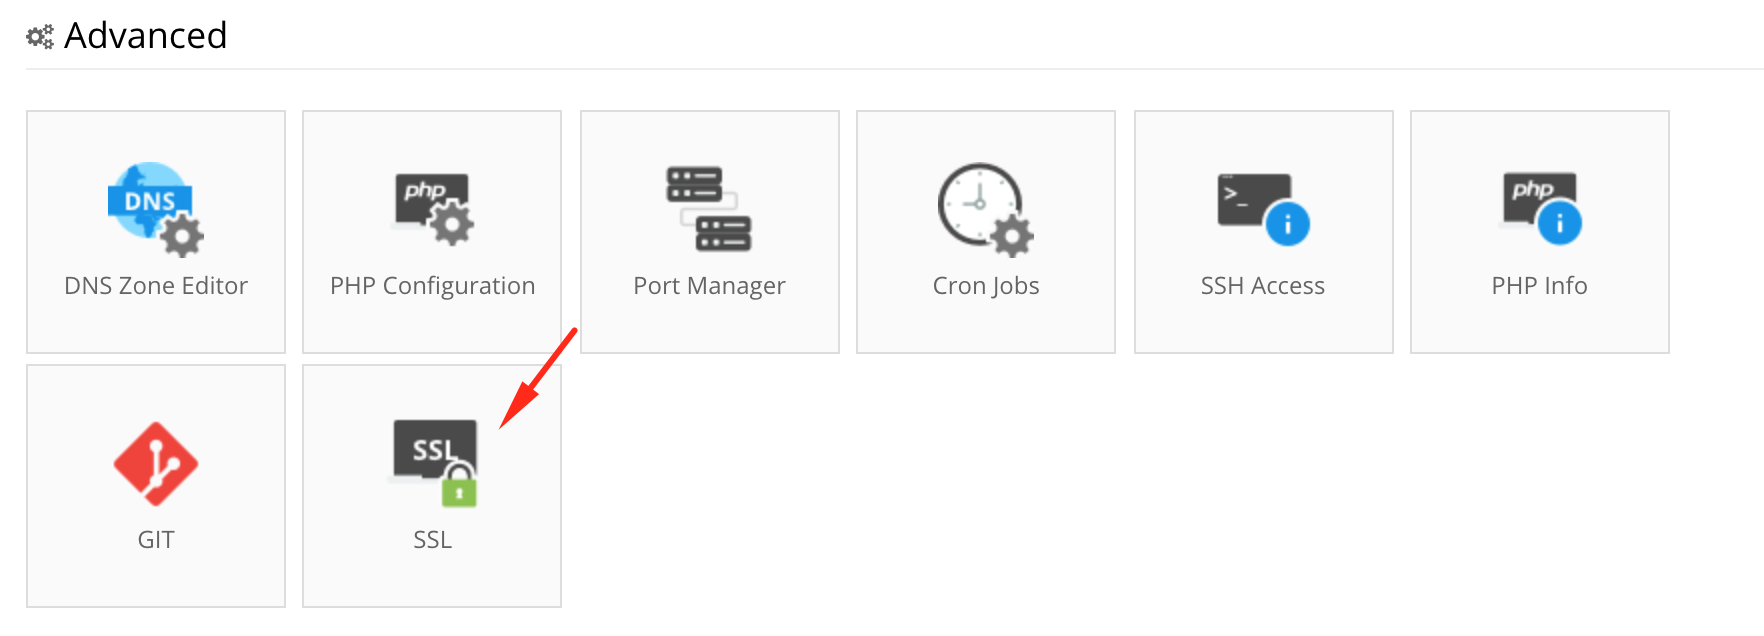 Advanced
DNS
php
>_
i
php
i
DNS Zone Editor
PHP Configuration
Port Manager
Cron Jobs
SSH Access
PHP Info
SSL
GIT
SSL